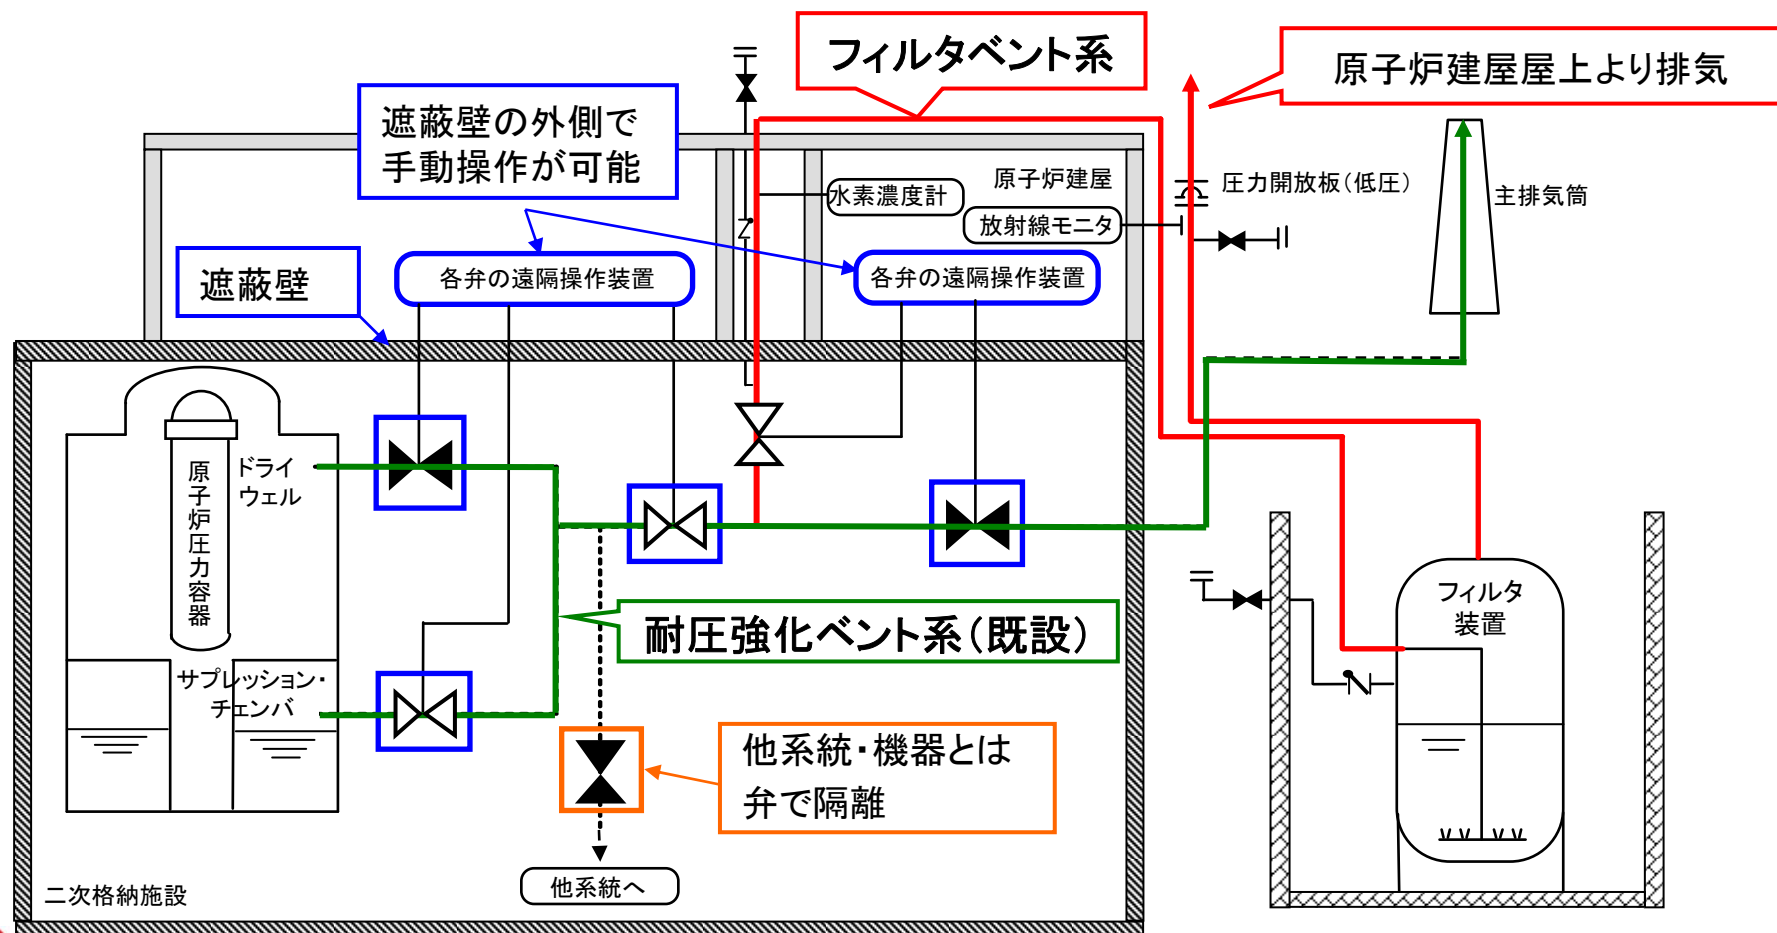 フィルタベント系
原子炉建屋屋上より排気
遮蔽壁の外側で
手動操作が可能
原子炉建屋
水素濃度計
放射線モニタ
圧力開放板(低圧)
主排気筒
遮蔽壁
各弁の遠隔操作装置
各弁の遠隔操作装置
原子炉圧力容器
ドライ
ウェル
サプレッション・
チェンバ
耐圧強化ベント系(既設)
フィルタ
装置
他系統・機器とは
弁で隔離
他系統へ
二次格納施設